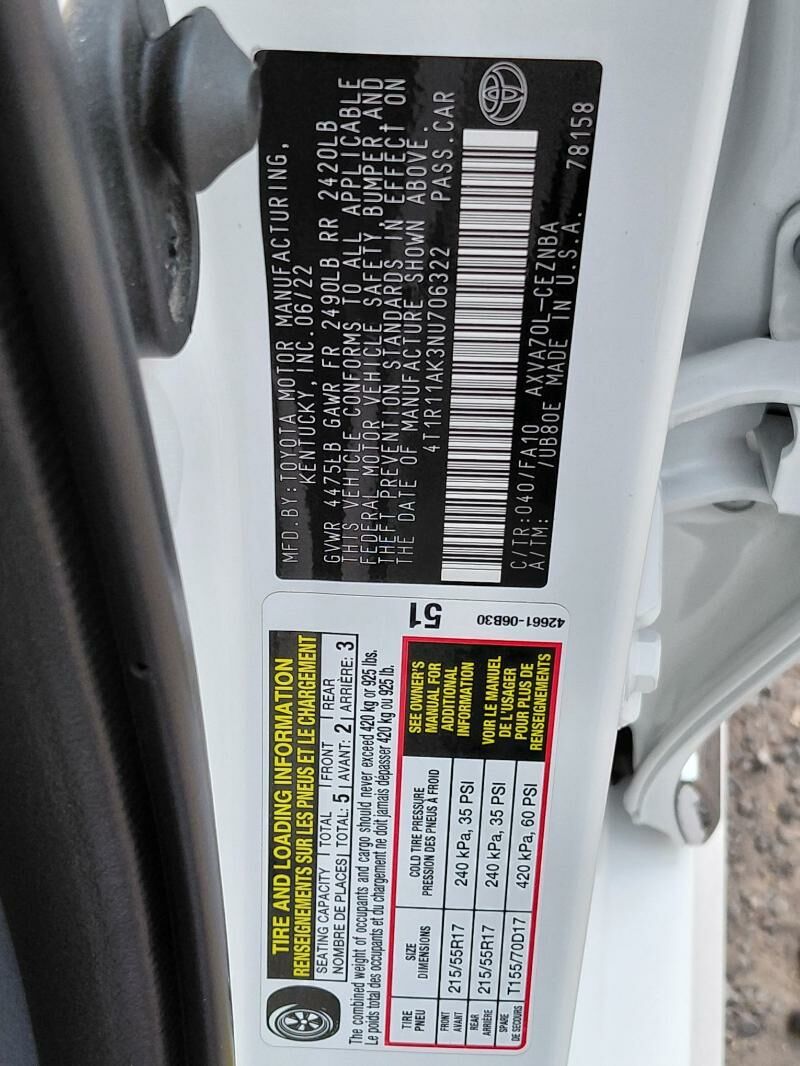 MFD.BY:TOYOTA MOTOR MANUFACTURING,
KENTUCKY, INC. 06/22
GVWR 4475LB GAWR FR 2490LB RR 2420LB
THIS VEHICLE CONFORMS TO ALL APPLICABLE
FEDERAL MOTOR VEHICLE SAFETY, BUMPER, AND
THEFT PREVENTION STANDARDS IN EFFECT ON
THE DATE OF MANUFACTURE SHOWN ABOVE.
4T1R11AK3NU706322 PASS.CAR
C/TR:040/FA10 AXVA70L-CEZNBA
A/TM: /UB80E MADE IN U.S.A. 78158
TIRE AND LOADING INFORMATION
RENSEIGNEMENTS SUR LES PNEUS ET LE CHARGEMENT
SEATING CAPACITY TOTAL FRONT REAR
NOMBRE DE PLACES TOTAL: 5 AVANT: 2 ARRIÈRE: 3
The combined weight of occupants and cargo should never exceed 420 kg or 925 lbs.
Le poids total des occupants et du chargement ne doit jamais dépasser 420 kg ou 925 lb.
TIRE SIZE COLD TIRE PRESSURE
PNEU DIMENSIONS PRESSION DES PNEUS À FROID
FRONT
AVANT 215/55R17 240 kPa, 35 PSI
REAR
ARRIÈRE 215/55R17 240 kPa, 35 PSI
SPARE
DE SECOURS T155/70D17 420 kPa, 60 PSI
SEE OWNER'S
MANUAL FOR
ADDITIONAL
INFORMATION
VOIR LE MANUEL
DE L'USAGER
POUR PLUS DE
RENSEIGNEMENTS
51
42661-06B30